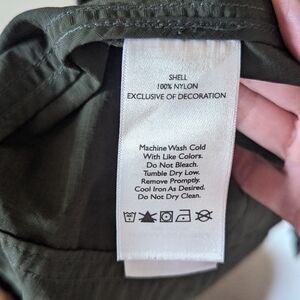 SHELL
100% NYLON
EXCLUSIVE OF DECORATION
Machine Wash Cold
With Like Colors.
Do Not Bleach.
Tumble Dry Low.
Remove Promptly.
Cool Iron As Desired.
Do Not Dry Clean.